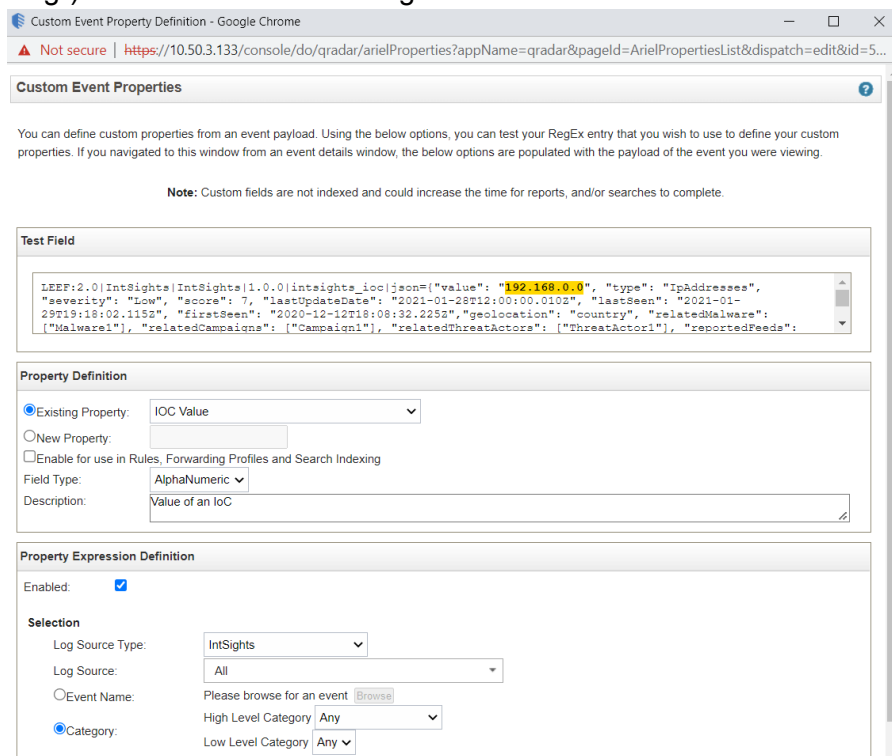 Custom Event Property Definition - Google Chrome
Not secure | https://10.50.3.133/console/do/qradar/arielProperties?appName=qradar&pageId=ArielPropertiesList&dispatch=edit&id=5...
Custom Event Properties
You can define custom properties from an event payload. Using the below options, you can test your RegEx entry that you wish to use to define your custom
properties. If you navigated to this window from an event details window, the below options are populated with the payload of the event you were viewing.
Note: Custom fields are not indexed and could increase the time for reports, and/or searches to complete.
Test Field
LEEF:2.0|IntSights|IntSights|1.0.0|intsights_ioc|json={"value": "192.168.0.0", "type": "IpAddresses",
"severity": "Low", "score": 7, "lastUpdateDate": "2021-01-28T12:00:00.010Z", "lastSeen": "2021-01-
29T19:18:02.115Z", "firstSeen": "2020-12-12T18:08:32.225Z","geolocation": "country", "relatedMalware":
["Malware1"], "relatedCampaigns": ["Campaign1"], "relatedThreatActors": ["ThreatActor1"], "reportedFeeds":
Property Definition
Existing Property: IOC Value
New Property:
Enable for use in Rules, Forwarding Profiles and Search Indexing
Field Type: AlphaNumeric
Description: Value of an IoC
Property Expression Definition
Enabled:
Selection
Log Source Type: IntSights
Log Source: All
Event Name: Please browse for an event Browse
Category: High Level Category Any
Low Level Category Any